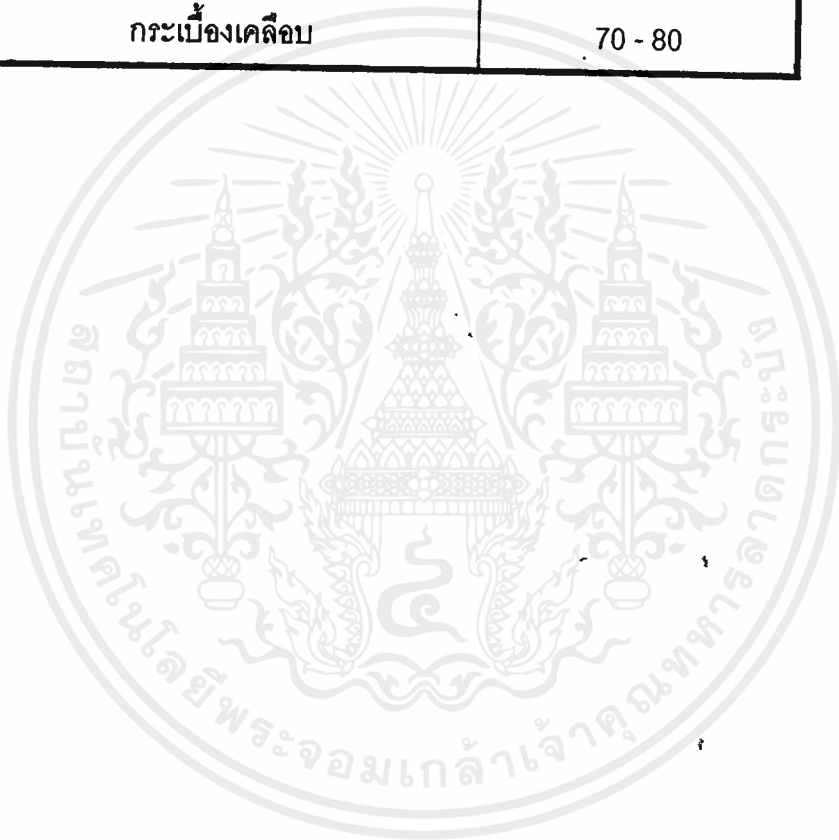 กระเบื้องเคลือบ 70 - 80
สถาบันเทคโนโลยีพระจอมเกล้าเจ้าคุณทหารลาดกระบัง